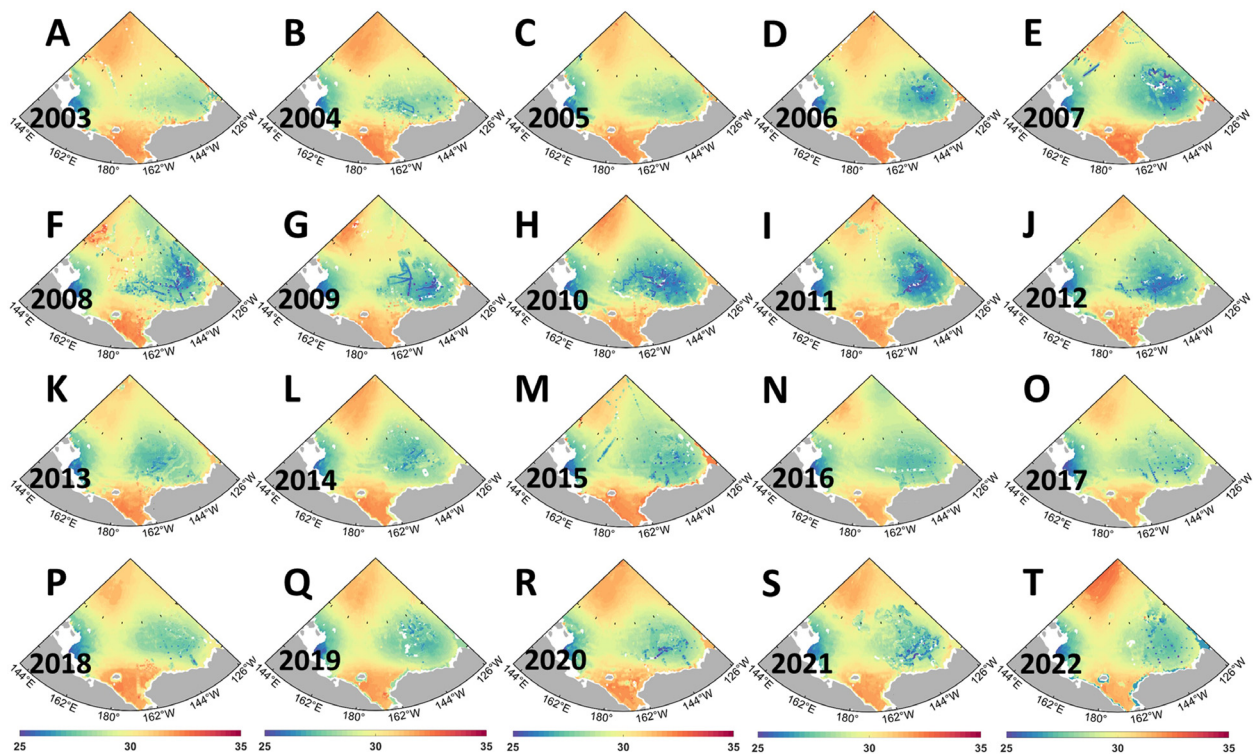 A B C D E
2003 2004 2005 2006 2007
144°E 162°E 180° 162°W 144°W 126°W 144°E 162°E 180° 162°W 144°W 126°W 144°E 162°E 180° 162°W 144°W 126°W 144°E 162°E 180° 162°W 144°W 126°W 144°E 162°E 180° 162°W 144°W 126°W
F G H I J
2008 2009 2010 2011 2012
144°E 162°E 180° 162°W 144°W 126°W 144°E 162°E 180° 162°W 144°W 126°W 144°E 162°E 180° 162°W 144°W 126°W 144°E 162°E 180° 162°W 144°W 126°W 144°E 162°E 180° 162°W 144°W 126°W
K L M N O
2013 2014 2015 2016 2017
144°E 162°E 180° 162°W 144°W 126°W 144°E 162°E 180° 162°W 144°W 126°W 144°E 162°E 180° 162°W 144°W 126°W 144°E 162°E 180° 162°W 144°W 126°W 144°E 162°E 180° 162°W 144°W 126°W
P Q R S T
2018 2019 2020 2021 2022
144°E 162°E 180° 162°W 144°W 126°W 144°E 162°E 180° 162°W 144°W 126°W 144°E 162°E 180° 162°W 144°W 126°W 144°E 162°E 180° 162°W 144°W 126°W 144°E 162°E 180° 162°W 144°W 126°W
25 30 35 25 30 35 25 30 35 25 30 35 25 30 35